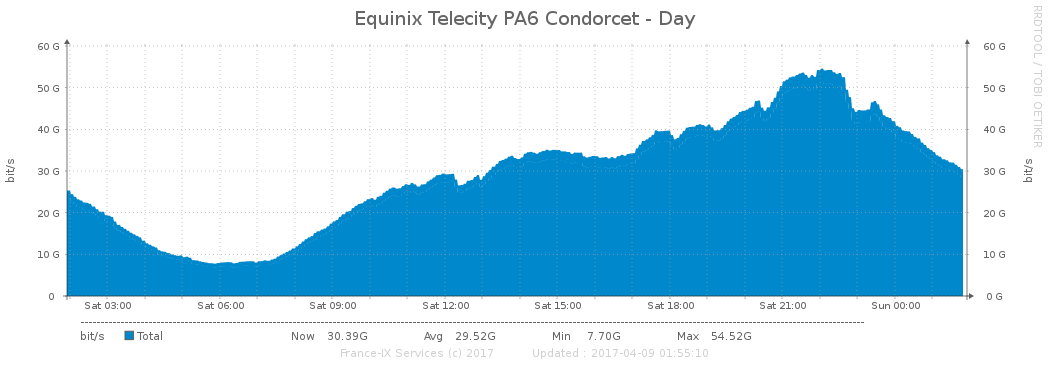 Equinix Telecity PA6 Condorcet - Day
RRDTOOL / TOBI OETIKER
60 G 60 G
50 G 50 G
40 G 40 G
30 G 30 G
20 G 20 G
10 G 10 G
0 0 G
bit/s bit/s
Sat 03:00 Sat 06:00 Sat 09:00 Sat 12:00 Sat 15:00 Sat 18:00 Sat 21:00 Sun 00:00
bit/s Total Now 30.39G Avg 29.52G Min 7.70G Max 54.52G
France-IX Services (c) 2017 Updated : 2017-04-09 01:55:10